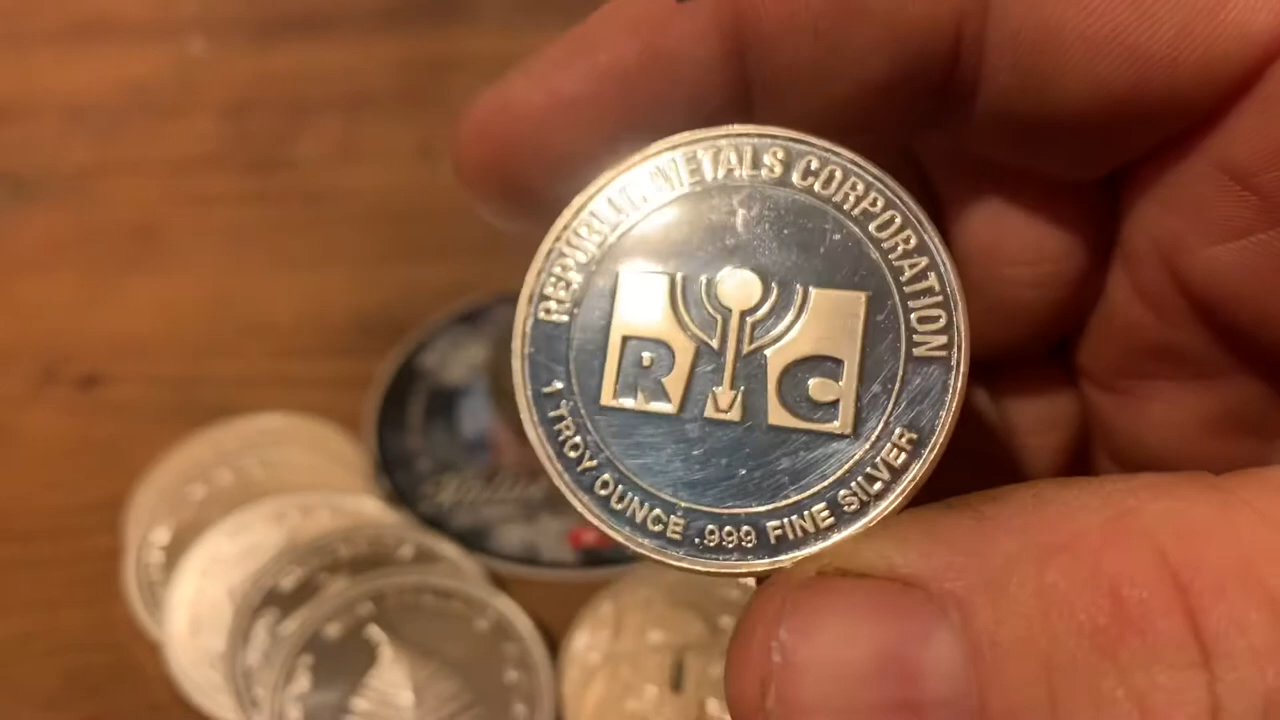 REPUBLIC METALS CORPORATION
R C
1 TROY OUNCE .999 FINE SILVER